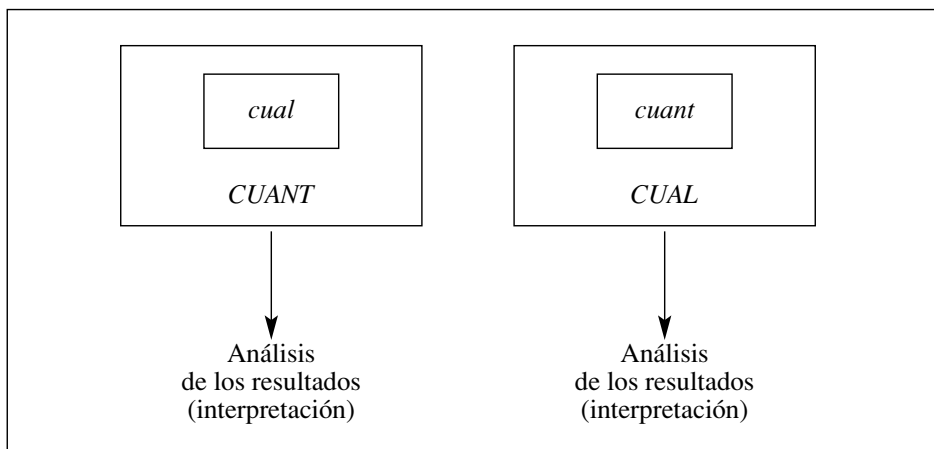 cual
CUANT
Análisis
de los resultados
(interpretación)
cuant
CUAL
Análisis
de los resultados
(interpretación)